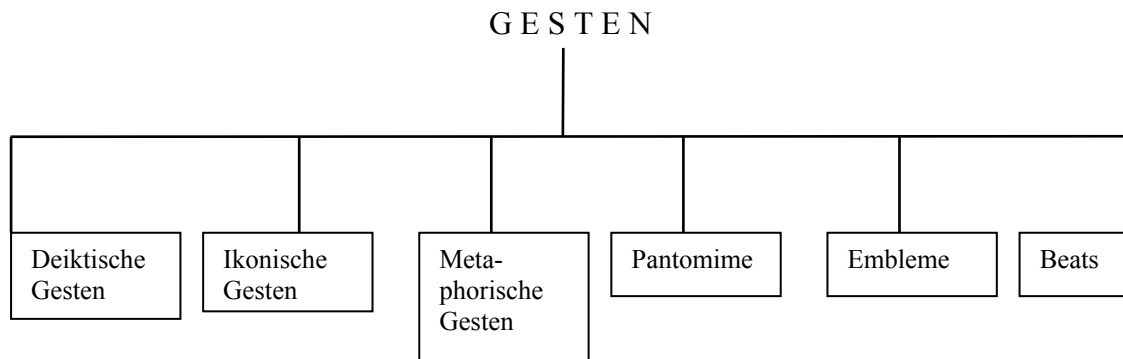 G E S T E N
Deiktische
Gesten
Ikonische
Gesten
Meta-
phorische
Gesten
Pantomime
Embleme
Beats